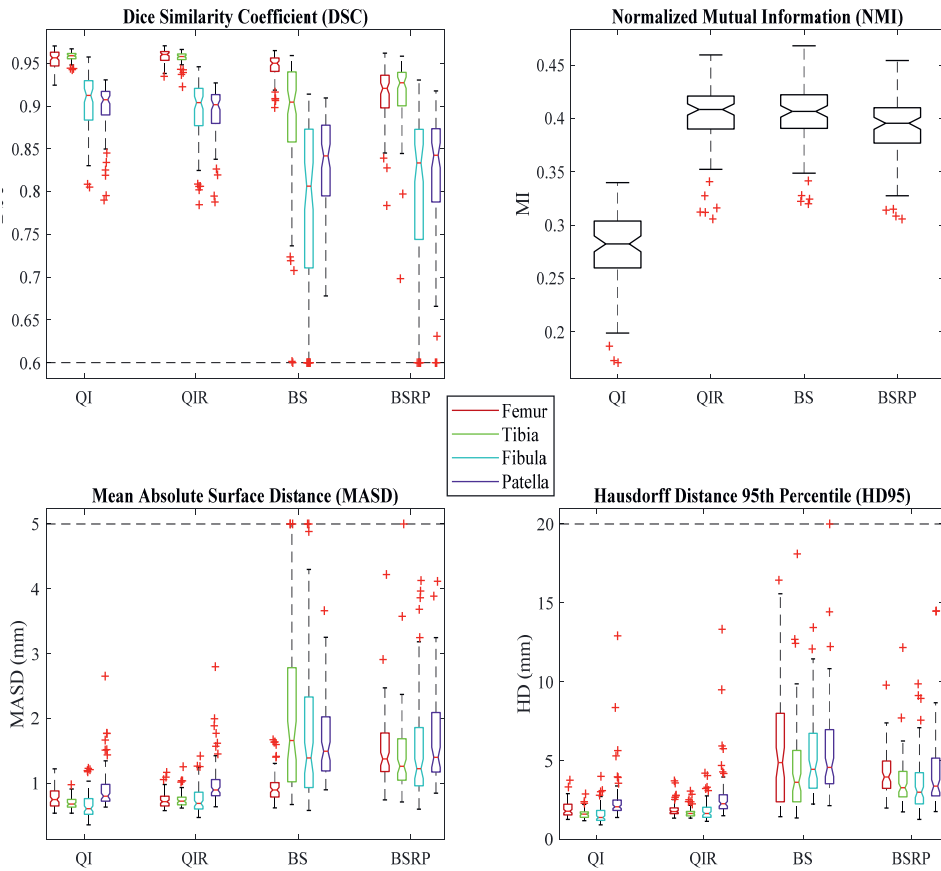 Dice Similarity Coefficient (DSC)
0.95
0.9
0.85
0.8
0.75
0.7
0.65
0.6
QI QIR BS BSRP
Normalized Mutual Information (NMI)
MI
0.45
0.4
0.35
0.3
0.25
0.2
QI QIR BS BSRP
Femur
Tibia
Fibula
Patella
Mean Absolute Surface Distance (MASD)
MASD (mm)
5
4
3
2
1
QI QIR BS BSRP
Hausdorff Distance 95th Percentile (HD95)
HD (mm)
20
15
10
5
0
QI QIR BS BSRP